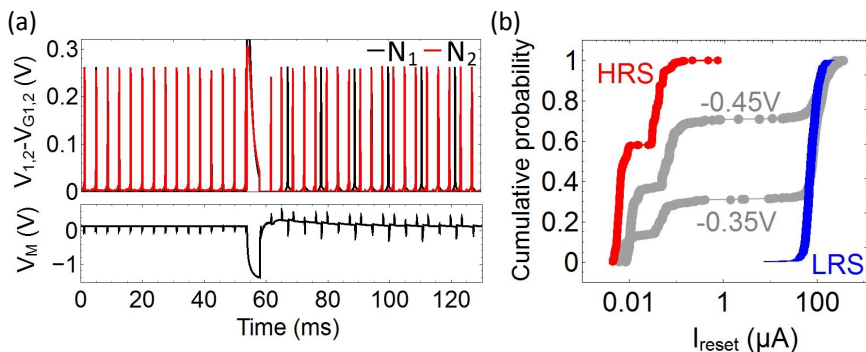 (a)
V1,2-VG1,2 (V)
0.3
0.2
0.1
0
N1 N2
VM (V)
0
−1
0 20 40 60 80 100 120
Time (ms)
(b)
Cumulative probability
1
0.8
0.6
0.4
0.2
0
HRS
-0.45V
-0.35V
LRS
0.01 1 100
Ireset (µA)